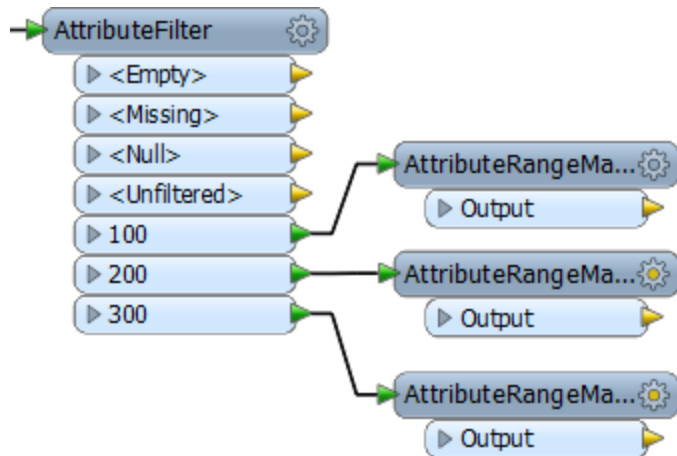 AttributeFilter
<Empty>
<Missing>
<Null>
<Unfiltered>
100
200
300
AttributeRangeMa...
Output
AttributeRangeMa...
Output
AttributeRangeMa...
Output